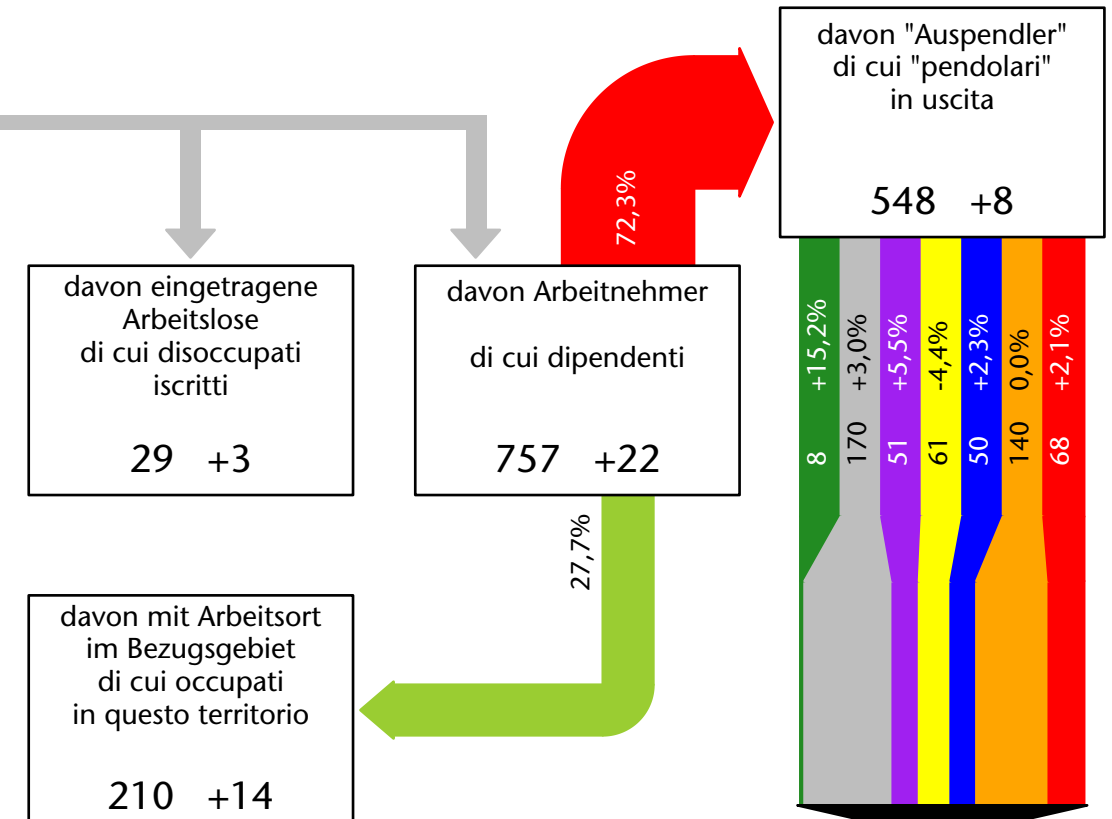 davon "Auspendler"
di cui "pendolari"
in uscita
548 +8
72,3%
davon eingetragene
Arbeitslose
di cui disoccupati
iscritti
29 +3
davon Arbeitnehmer
di cui dipendenti
757 +22
8 +15,2%
170 +3,0%
51 +5,5%
61 -4,4%
50 +2,3%
140 0,0%
68 +2,1%
27,7%
davon mit Arbeitsort
im Bezugsgebiet
di cui occupati
in questo territorio
210 +14